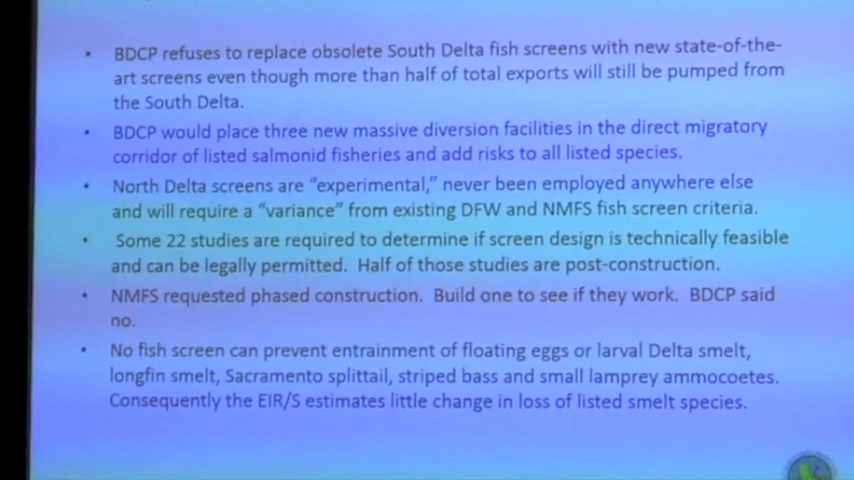 • BDCP refuses to replace obsolete South Delta fish screens with new state-of-the-
art screens even though more than half of total exports will still be pumped from
the South Delta.
• BDCP would place three new massive diversion facilities in the direct migratory
corridor of listed salmonid fisheries and add risks to all listed species.
• North Delta screens are “experimental,” never been employed anywhere else
and will require a “variance” from existing DFW and NMFS fish screen criteria.
• Some 22 studies are required to determine if screen design is technically feasible
and can be legally permitted. Half of those studies are post-construction.
• NMFS requested phased construction. Build one to see if they work. BDCP said
no.
• No fish screen can prevent entrainment of floating eggs or larval Delta smelt,
longfin smelt, Sacramento splittail, striped bass and small lamprey ammocoetes.
Consequently the EIR/S estimates little change in loss of listed smelt species.